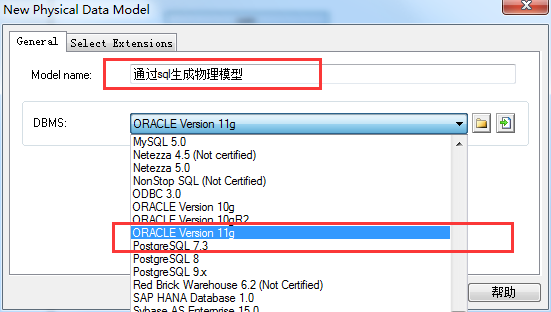 New Physical Data Model
General
Select Extensions
Model name:
通过sql生成物理模型
DBMS:
ORACLE Version 11g
MySQL 5.0
Netezza 4.5 (Not certified)
Netezza 5.0
NonStop SQL (Not Certified)
ODBC 3.0
ORACLE Version 10g
ORACLE Version 10gR2
ORACLE Version 11g
PostgreSQL 7.3
PostgreSQL 8
PostgreSQL 9.x
Red Brick Warehouse 6.2 (Not Certified)
SAP HANA Database 1.0
Sybase AS Enterprise 15.0
帮助